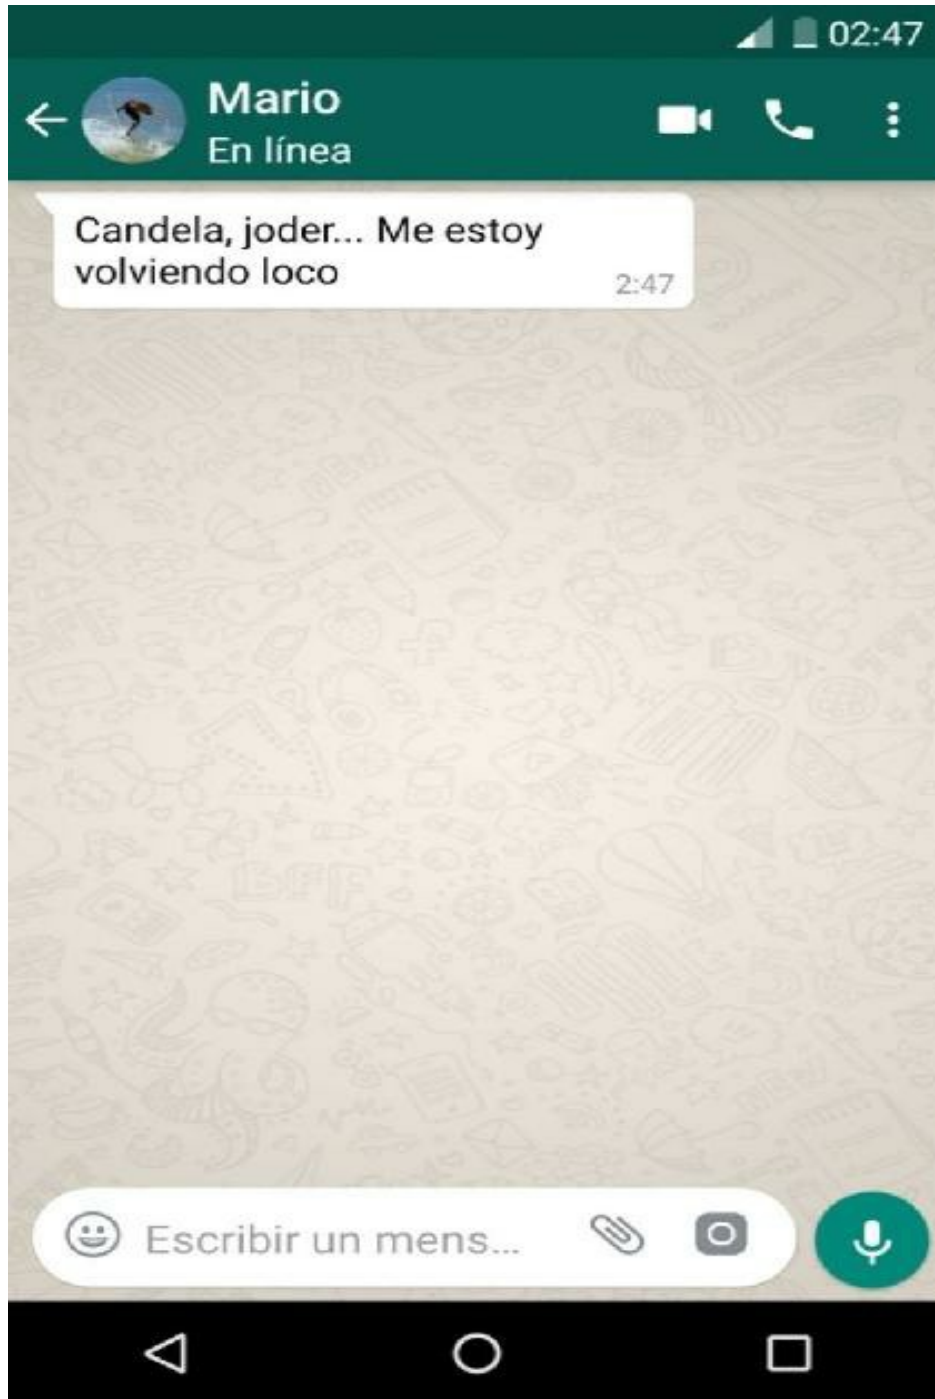 02:47
Mario
En línea
Candela, joder... Me estoy
volviendo loco
2:47
Escribir un mens...